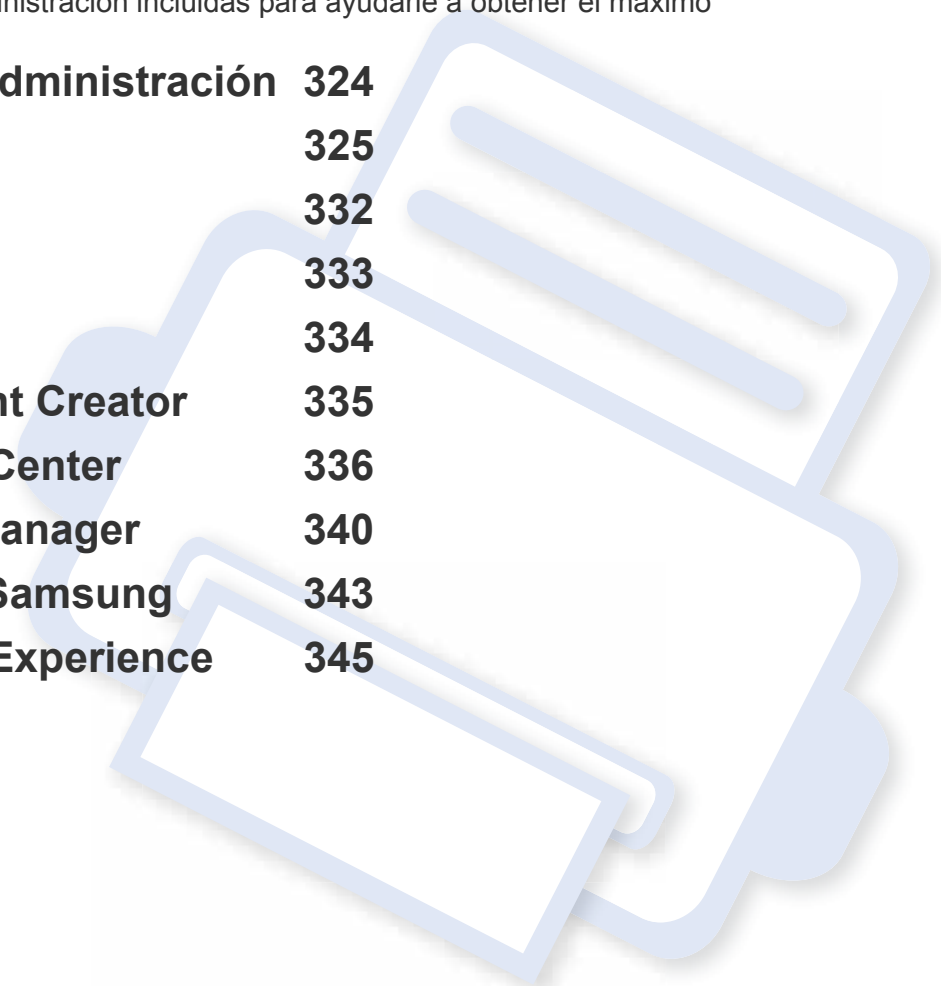 nistración incluidas para ayudarle a obtener el máximo
dministración 324
325
332
333
334
nt Creator 335
Center 336
anager 340
Samsung 343
Experience 345